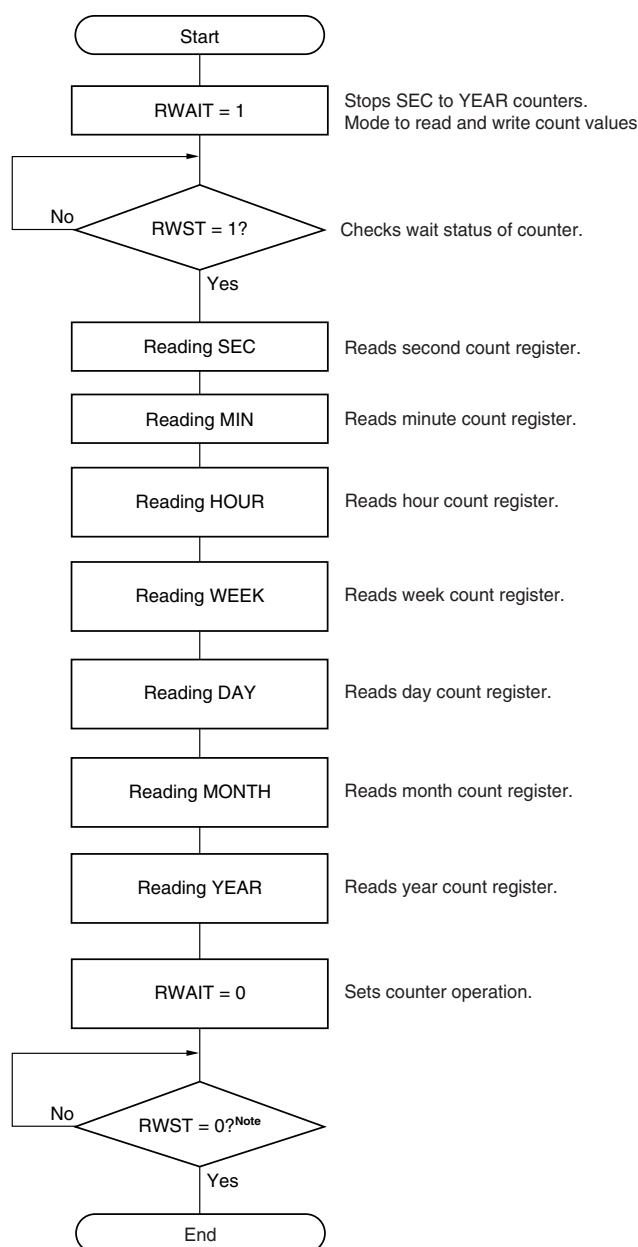 Start
RWAIT = 1
Stops SEC to YEAR counters.
Mode to read and write count values
No
RWST = 1?
Checks wait status of counter.
Yes
Reading SEC
Reads second count register.
Reading MIN
Reads minute count register.
Reading HOUR
Reads hour count register.
Reading WEEK
Reads week count register.
Reading DAY
Reads day count register.
Reading MONTH
Reads month count register.
Reading YEAR
Reads year count register.
RWAIT = 0
Sets counter operation.
No
RWST = 0?Note
Yes
End